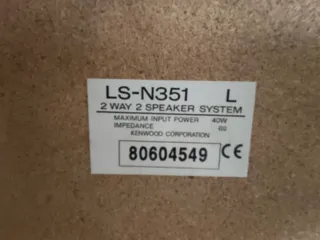 LS-N351 L
2 WAY 2 SPEAKER SYSTEM
MAXIMUM INPUT POWER 40W
IMPEDANCE 6Ω
KENWOOD CORPORATION
80604549 CE